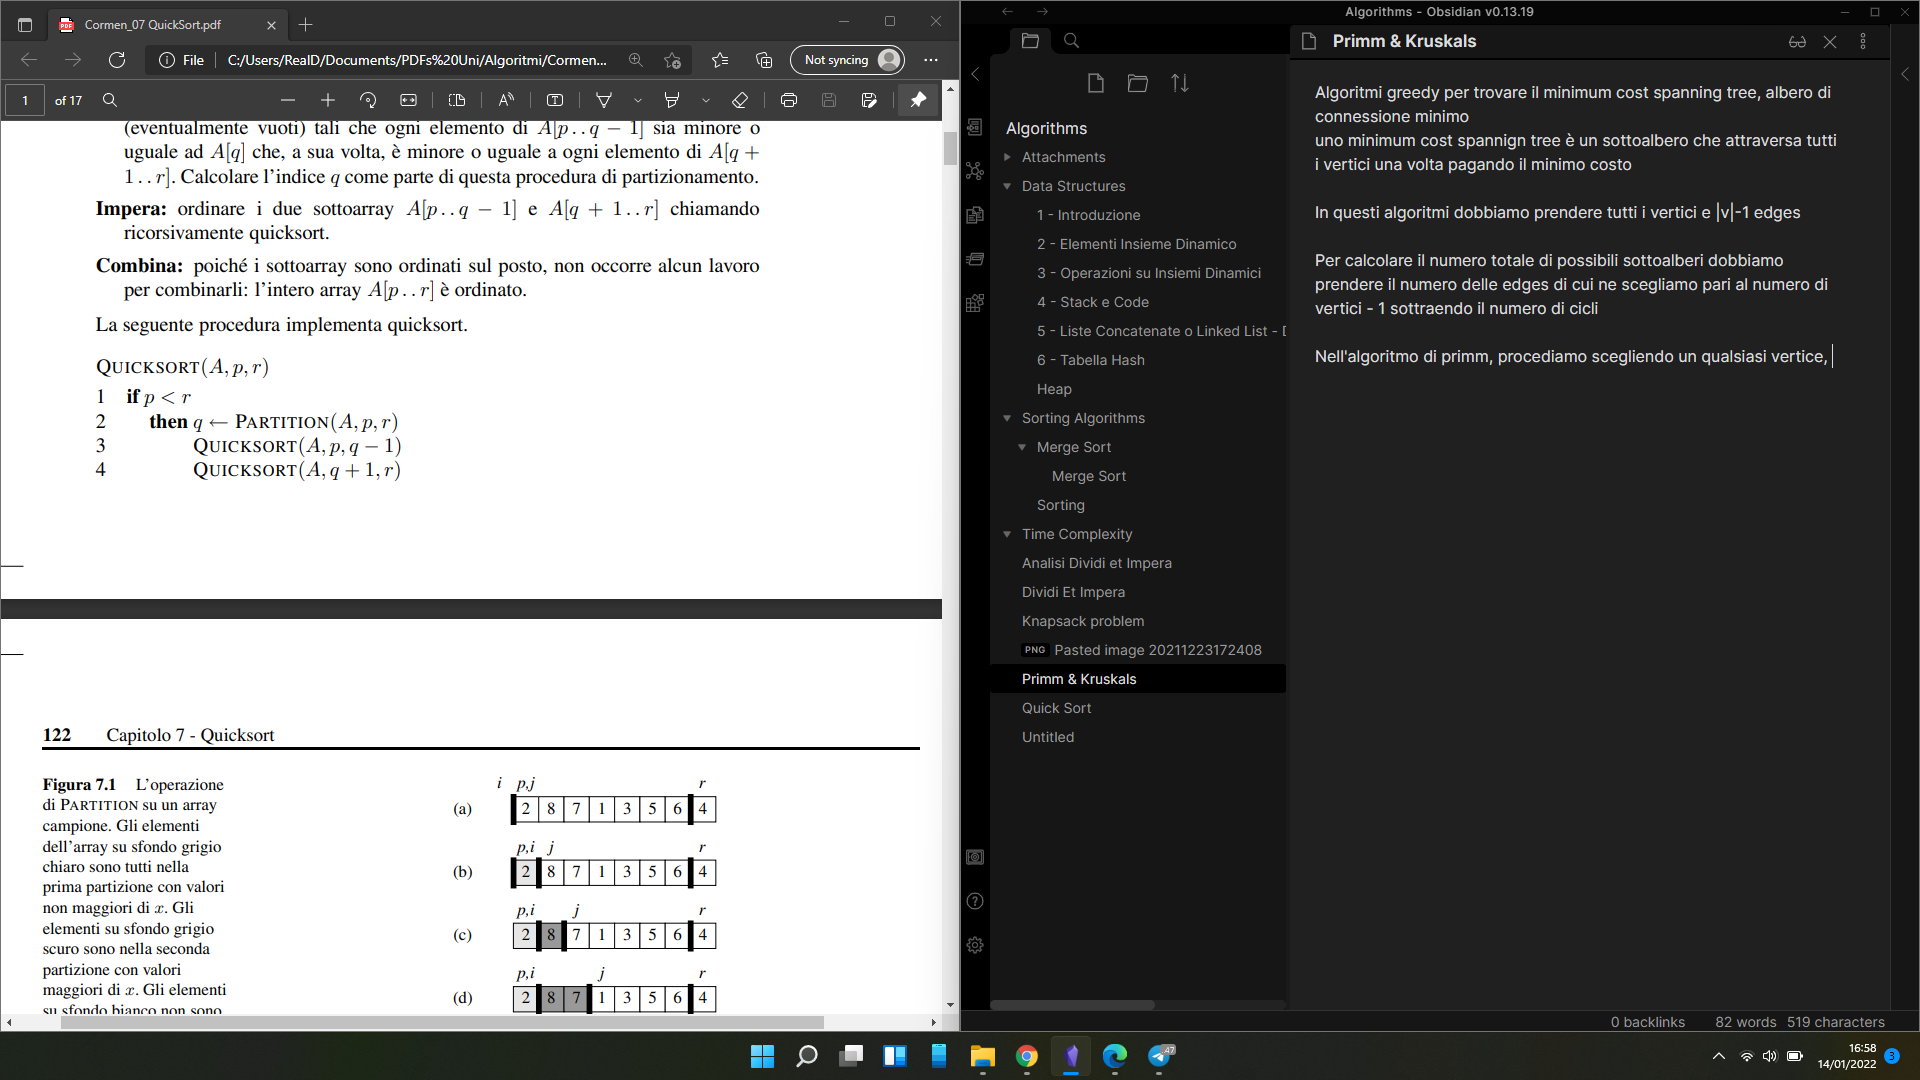 Cormen_07 QuickSort.pdf
File
C:/Users/RealD/Documents/PDFs%20Uni/Algoritmi/Cormen...
Not syncing
1 of 17
(eventualmente vuoti) tali che ogni elemento di A[p . . q − 1] sia minore o
uguale ad A[q] che, a sua volta, è minore o uguale a ogni elemento di A[q +
1 . . r]. Calcolare l'indice q come parte di questa procedura di partizionamento.
Impera: ordinare i due sottoarray A[p . . q − 1] e A[q + 1 . . r] chiamando
ricorsivamente quicksort.
Combina: poiché i sottoarray sono ordinati sul posto, non occorre alcun lavoro
per combinarli: l'intero array A[p . . r] è ordinato.
La seguente procedura implementa quicksort.
QUICKSORT(A, p, r)
1 if p < r
2 then q ← PARTITION(A, p, r)
3 QUICKSORT(A, p, q − 1)
4 QUICKSORT(A, q + 1, r)
122 Capitolo 7 - Quicksort
Figura 7.1 L'operazione
di PARTITION su un array
campione. Gli elementi
dell'array su sfondo grigio
chiaro sono tutti nella
prima partizione con valori
non maggiori di x. Gli
elementi su sfondo grigio
scuro sono nella seconda
partizione con valori
maggiori di x. Gli elementi
su sfondo bianco non sono
i p,j r
(a) 2 8 7 1 3 5 6 4
p,i j r
(b) 2 8 7 1 3 5 6 4
p,i j r
(c) 2 8 7 1 3 5 6 4
p,i j r
(d) 2 8 7 1 3 5 6 4
Algorithms - Obsidian v0.13.19
Algorithms
Attachments
Data Structures
1 - Introduzione
2 - Elementi Insieme Dinamico
3 - Operazioni su Insiemi Dinamici
4 - Stack e Code
5 - Liste Concatenate o Linked List - D
6 - Tabella Hash
Heap
Sorting Algorithms
Merge Sort
Merge Sort
Sorting
Time Complexity
Analisi Dividi et Impera
Dividi Et Impera
Knapsack problem
PNG Pasted image 20211223172408
Primm & Kruskals
Quick Sort
Untitled
Primm & Kruskals
Algoritmi greedy per trovare il minimum cost spanning tree, albero di
connessione minimo
uno minimum cost spannign tree è un sottoalbero che attraversa tutti
i vertici una volta pagando il minimo costo
In questi algoritmi dobbiamo prendere tutti i vertici e |v|-1 edges
Per calcolare il numero totale di possibili sottoalberi dobbiamo
prendere il numero delle edges di cui ne scegliamo pari al numero di
vertici - 1 sottraendo il numero di cicli
Nell'algoritmo di primm, procediamo scegliendo un qualsiasi vertice,
0 backlinks 82 words 519 characters
47
16:58
14/01/2022
3